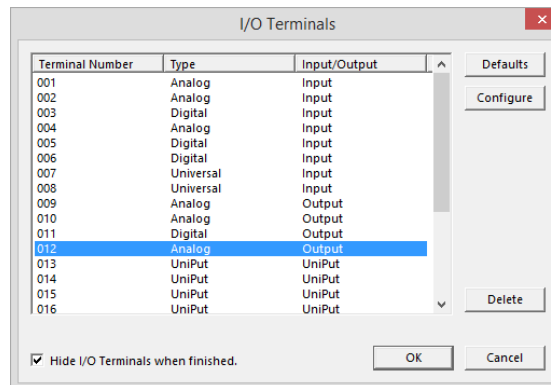 I/O Terminals
Terminal Number Type Input/Output
001 Analog Input
002 Analog Input
003 Digital Input
004 Analog Input
005 Digital Input
006 Digital Input
007 Universal Input
008 Universal Input
009 Analog Output
010 Analog Output
011 Digital Output
012 Analog Output
013 UniPut UniPut
014 UniPut UniPut
015 UniPut UniPut
016 UniPut UniPut
Defaults
Configure
Delete
Hide I/O Terminals when finished.
OK
Cancel